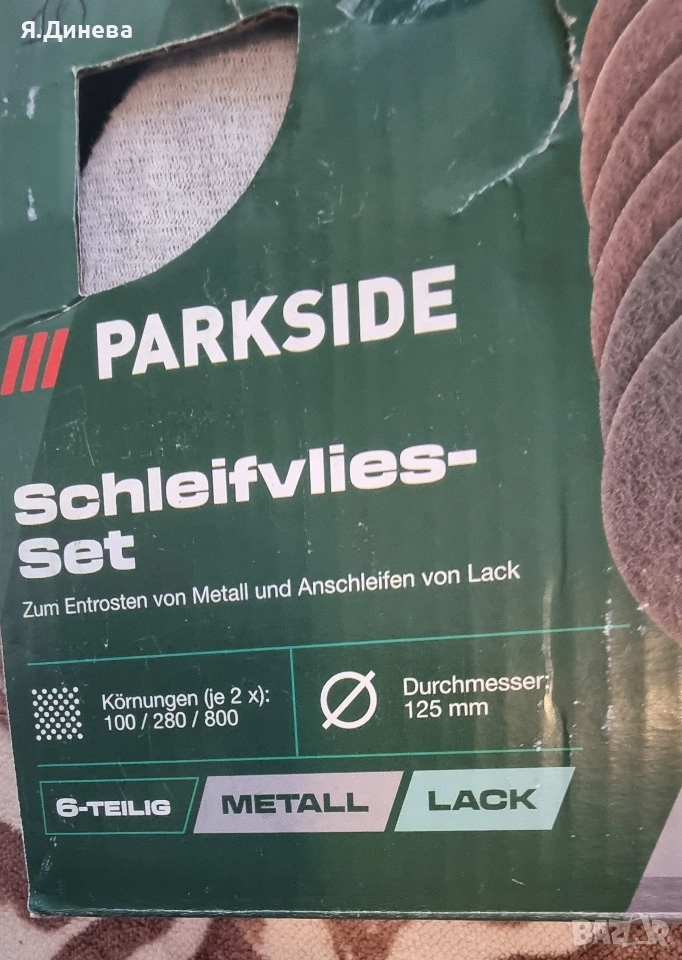 Я.Динева
PARKSIDE
Schleifvlies-
Set
Zum Entrosten von Metall und Anschleifen von Lack
Körnungen (je 2 x):
100 / 280 / 800
Durchmesser:
125 mm
6-TEILIG
METALL
LACK
BAZAR